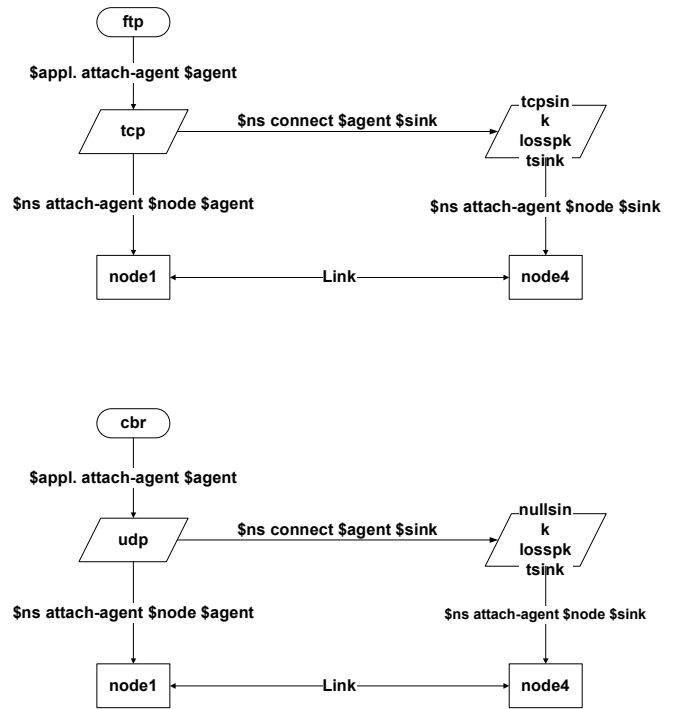 ftp
$appl. attach-agent $agent
tcp
$ns connect $agent $sink
tcpsin
k
losspk
tsink
$ns attach-agent $node $agent
$ns attach-agent $node $sink
node1
Link
node4
cbr
$appl. attach-agent $agent
udp
$ns connect $agent $sink
nullsin
k
losspk
tsink
$ns attach-agent $node $agent
$ns attach-agent $node $sink
node1
Link
node4